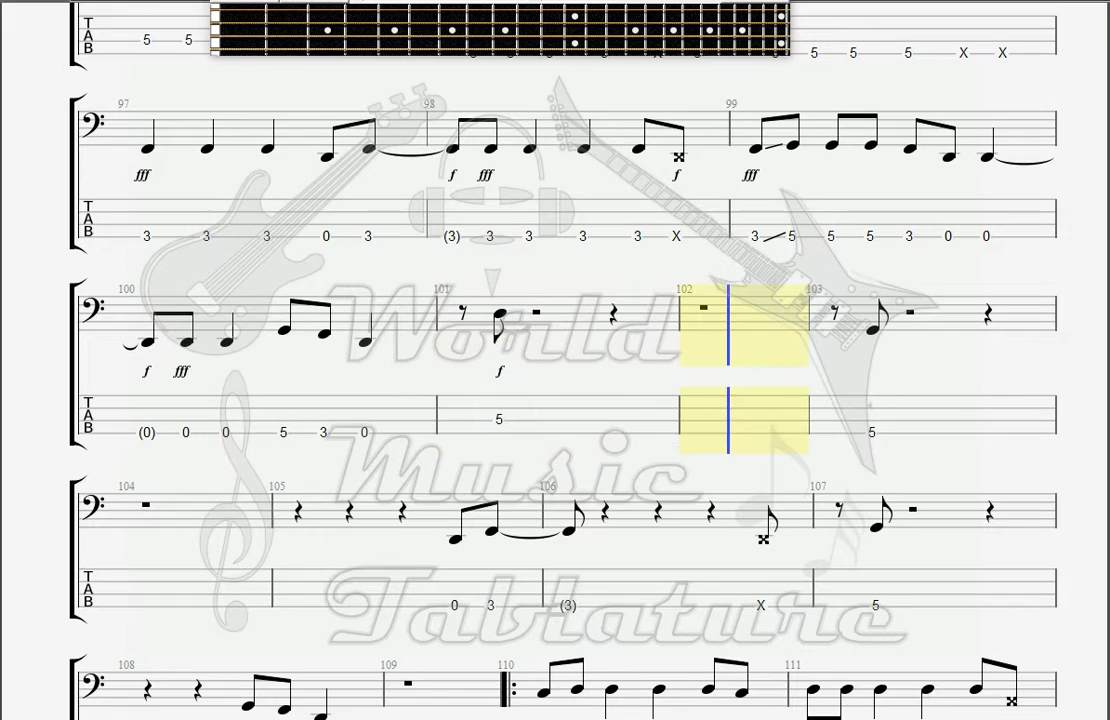 T
A
B
5 5 5 5 5 X X
97 98 99
fff f fff f fff
T
A
B
3 3 3 0 3 (3) 3 3 3 3 X 3 5 5 5 3 0 0
100 101 102 103
World
f fff f
T
A
B
(0) 0 0 5 3 0 5 5
Music
104 105 106 107
T
A
B
0 3 (3) X 5
Tablature
108 109 110 111